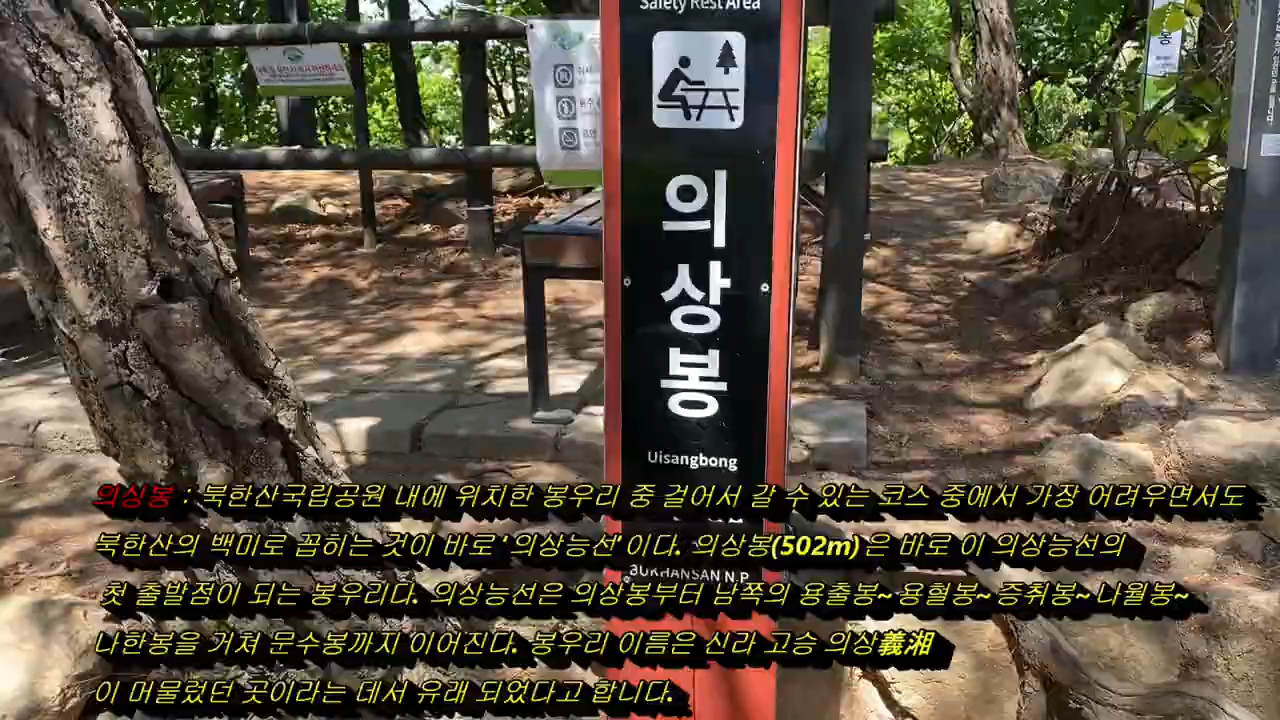 Safety Rest Area
의
상
봉
Uisangbong
의상봉 : 북한산국립공원 내에 위치한 봉우리 중 걸어서 갈 수 있는 코스 중에서 가장 어려우면서도
북한산의 백미로 꼽히는 것이 바로 '의상능선'이다. 의상봉(502m)은 바로 이 의상능선의
첫 출발점이 되는 봉우리다. 의상능선은 의상봉부터 남쪽의 용출봉~용혈봉~증취봉~나월봉~
나한봉을 거쳐 문수봉까지 이어진다. 봉우리 이름은 신라 고승 의상義湘
이 머물렀던 곳이라는 데서 유래 되었다고 합니다.
BUKHANSAN N.P